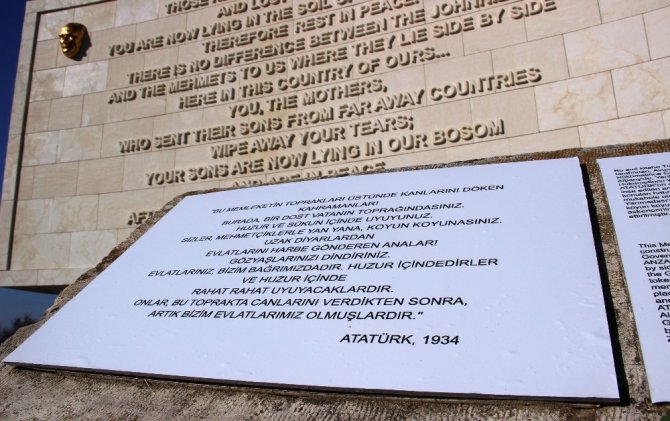 THOSE
AND LOST
YOU ARE NOW LYING IN THE SOIL OF
THEREFORE REST IN PEACE.
THERE IS NO DIFFERENCE BETWEEN THE JOHNNIES
AND THE MEHMETS TO US WHERE THEY LIE SIDE BY SIDE
HERE IN THIS COUNTRY OF OURS...
YOU, THE MOTHERS,
WHO SENT THEIR SONS FROM FAR AWAY COUNTRIES
WIPE AWAY YOUR TEARS;
YOUR SONS ARE NOW LYING IN OUR BOSOM
AND ARE IN PEACE
"BU MEMLEKETİN TOPRAKLARI ÜSTÜNDE KANLARINI DÖKEN
KAHRAMANLAR!
BURADA, BİR DOST VATANIN TOPRAĞINDASINIZ.
HUZUR VE SÜKUN İÇİNDE UYUYUNUZ.
SİZLER, MEHMETÇİKLERLE YAN YANA, KOYUN KOYUNASINIZ.
UZAK DİYARLARDAN
EVLATLARINI HARBE GÖNDEREN ANALAR!
GÖZYAŞLARINIZI DİNDİRİNİZ.
EVLATLARINIZ, BİZİM BAĞRIMIZDADIR. HUZUR İÇİNDEDİRLER
VE HUZUR İÇİNDE
RAHAT RAHAT UYUYACAKLARDIR.
ONLAR, BU TOPRAKTA CANLARINI VERDİKTEN SONRA,
ARTIK BİZİM EVLATLARIMIZ OLMUŞLARDIR."
ATATÜRK, 1934